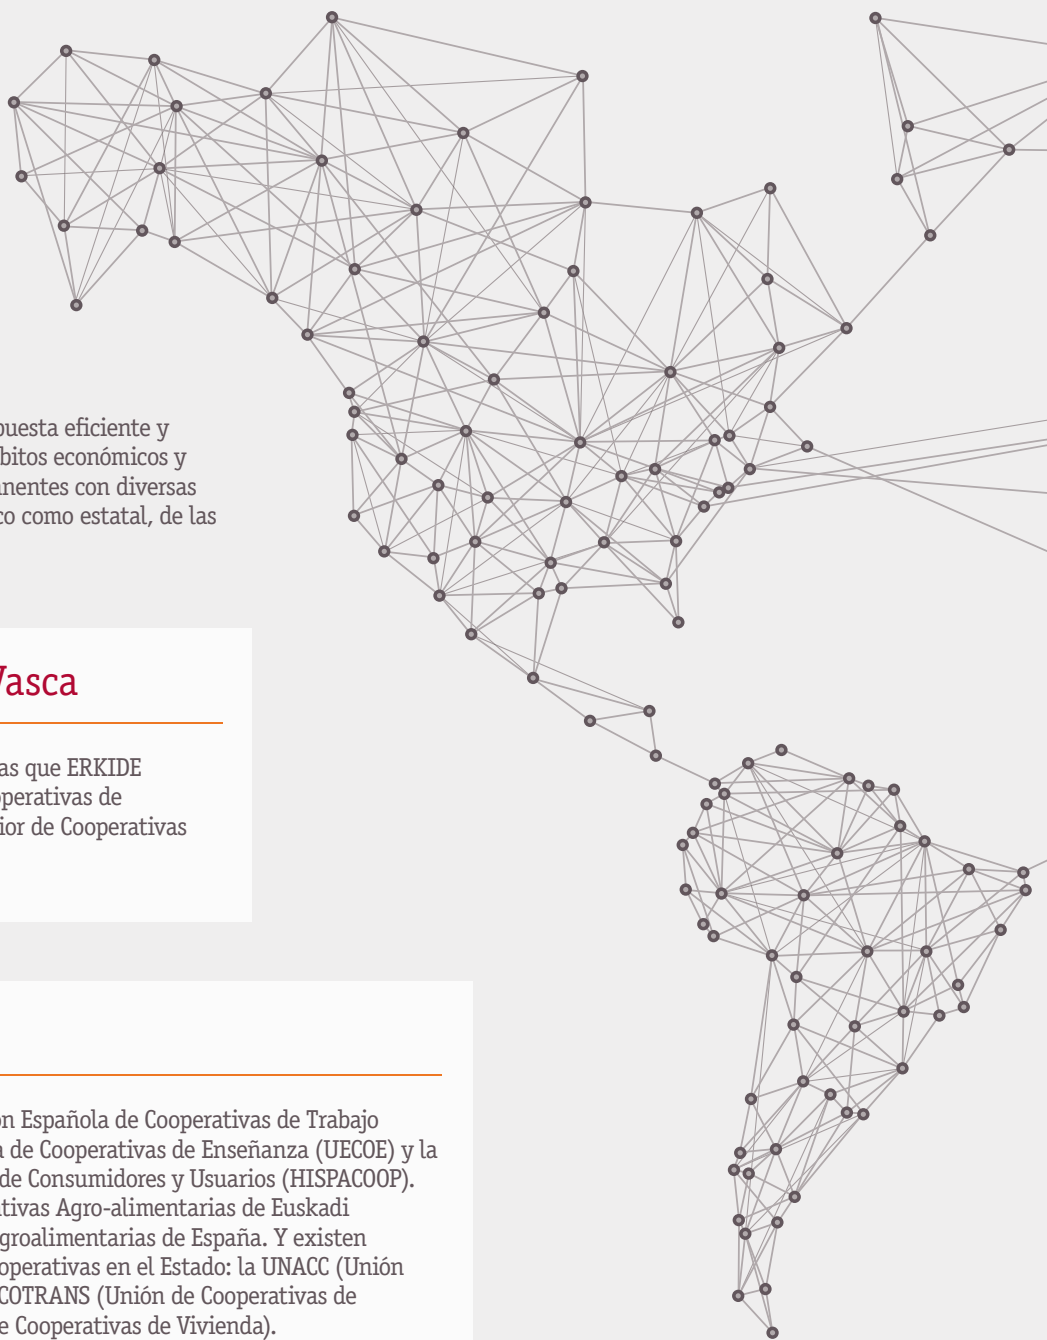 puesta eficiente y
bitos económicos y
nentes con diversas
co como estatal, de las
Vasca
as que ERKIDE
operativas de
ior de Cooperativas
ón Española de Cooperativas de Trabajo
a de Cooperativas de Enseñanza (UECOE) y la
de Consumidores y Usuarios (HISPACOOP).
ativas Agro-alimentarias de Euskadi
groalimentarias de España. Y existen
operativas en el Estado: la UNACC (Unión
COTRANS (Unión de Cooperativas de
e Cooperativas de Vivienda).